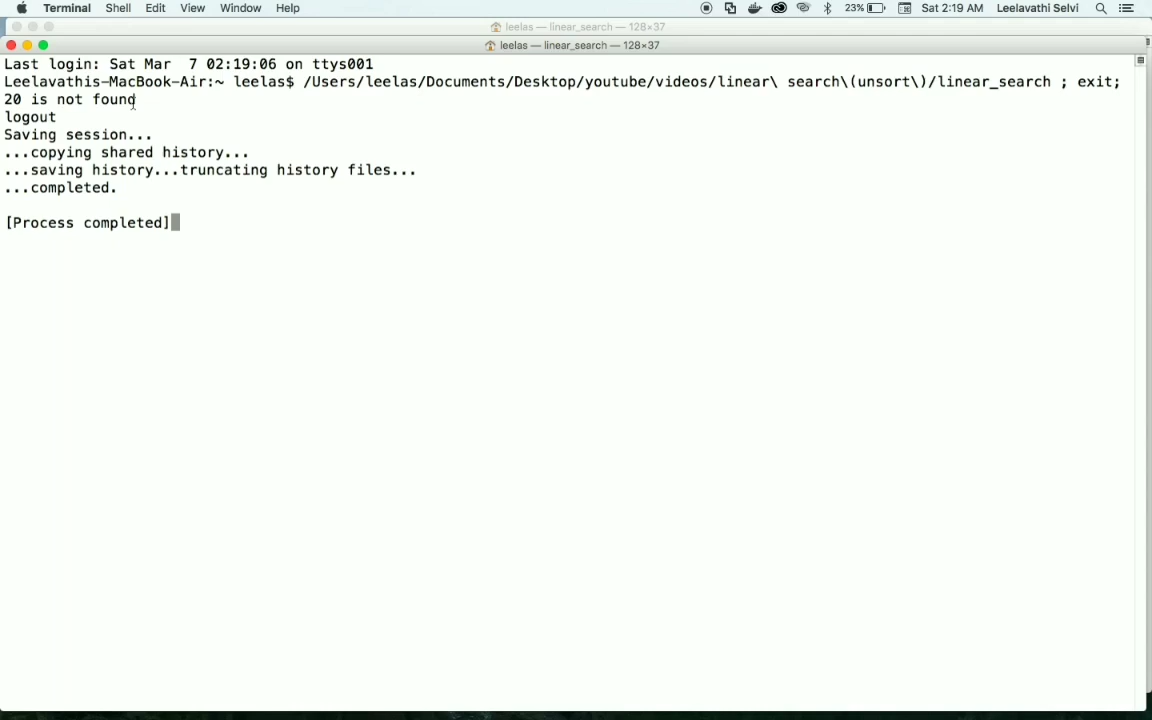 Terminal Shell Edit View Window Help 23% Sat 2:19 AM Leelavathi Selvi
leelas — linear_search — 128×37
leelas — linear_search — 128×37
Last login: Sat Mar  7 02:19:06 on ttys001
Leelavathis-MacBook-Air:~ leelas$ /Users/leelas/Documents/Desktop/youtube/videos/linear\ search\(unsort\)/linear_search ; exit;
20 is not found
logout
Saving session...
...copying shared history...
...saving history...truncating history files...
...completed.
[Process completed]